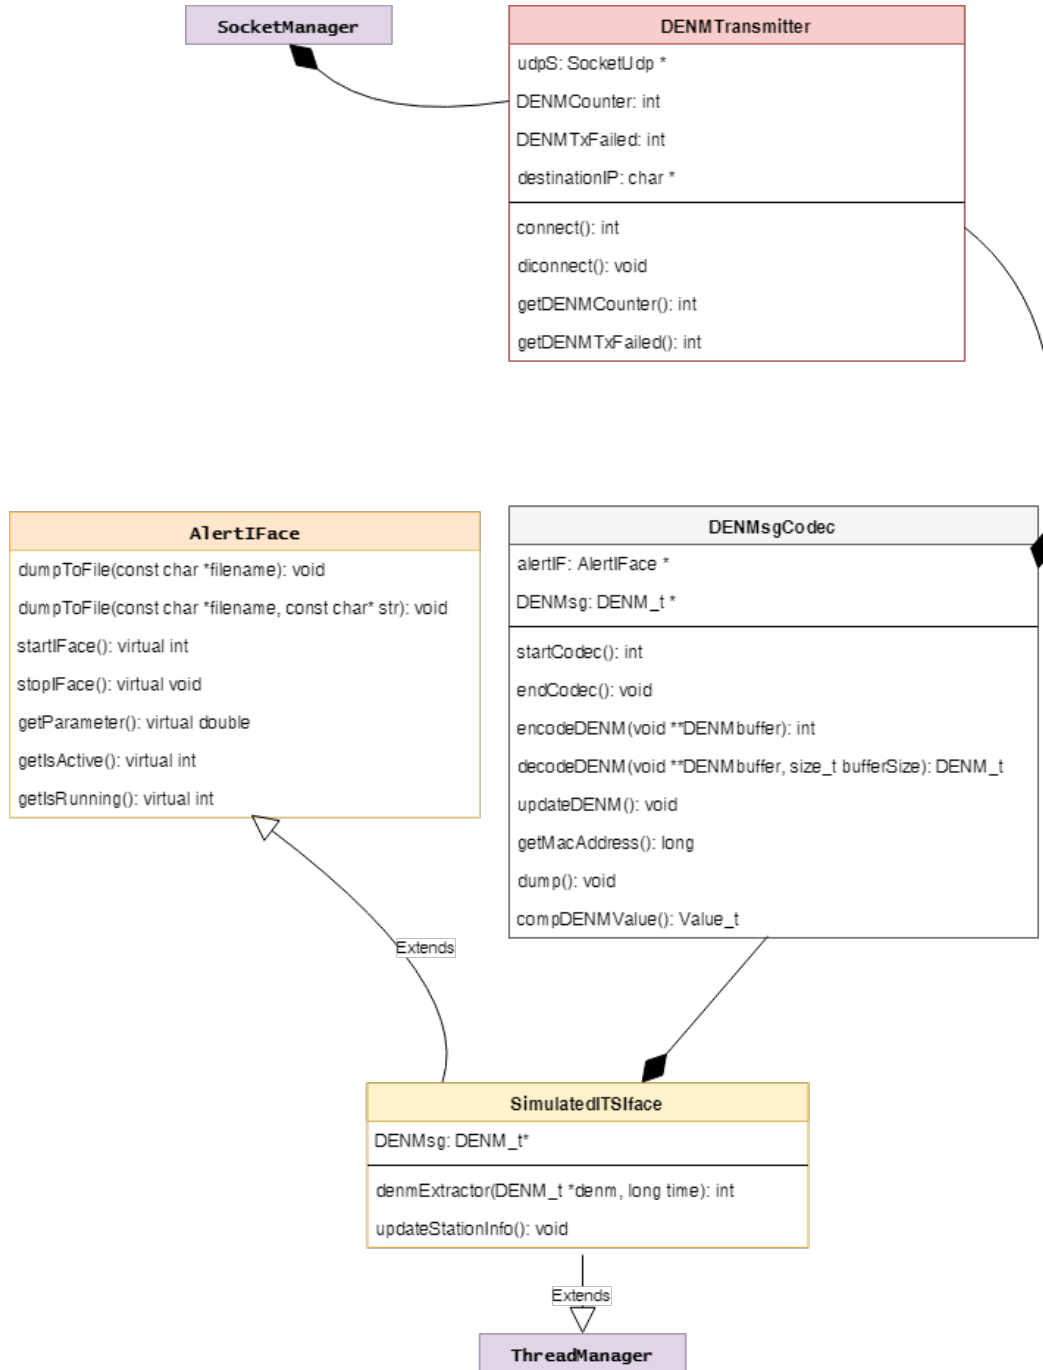 SocketManager
DENMTransmitter
udpS: SocketUdp *
DENMCounter: int
DENMTxFailed: int
destinationIP: char *
connect(): int
diconnect(): void
getDENMCounter(): int
getDENMTxFailed(): int
AlertIFace
dumpToFile(const char *filename): void
dumpToFile(const char *filename, const char* str): void
startIFace(): virtual int
stopIFace(): virtual void
getParameter(): virtual double
getIsActive(): virtual int
getIsRunning(): virtual int
DENMsgCodec
alertIF: AlertIFace *
DENMsg: DENM_t *
startCodec(): int
endCodec(): void
encodeDENM(void **DENMbuffer): int
decodeDENM(void **DENMbuffer, size_t bufferSize): DENM_t
updateDENM(): void
getMacAddress(): long
dump(): void
compDENMValue(): Value_t
Extends
SimulatedITSIface
DENMsg: DENM_t*
denmExtractor(DENM_t *denm, long time): int
updateStationInfo(): void
Extends
ThreadManager